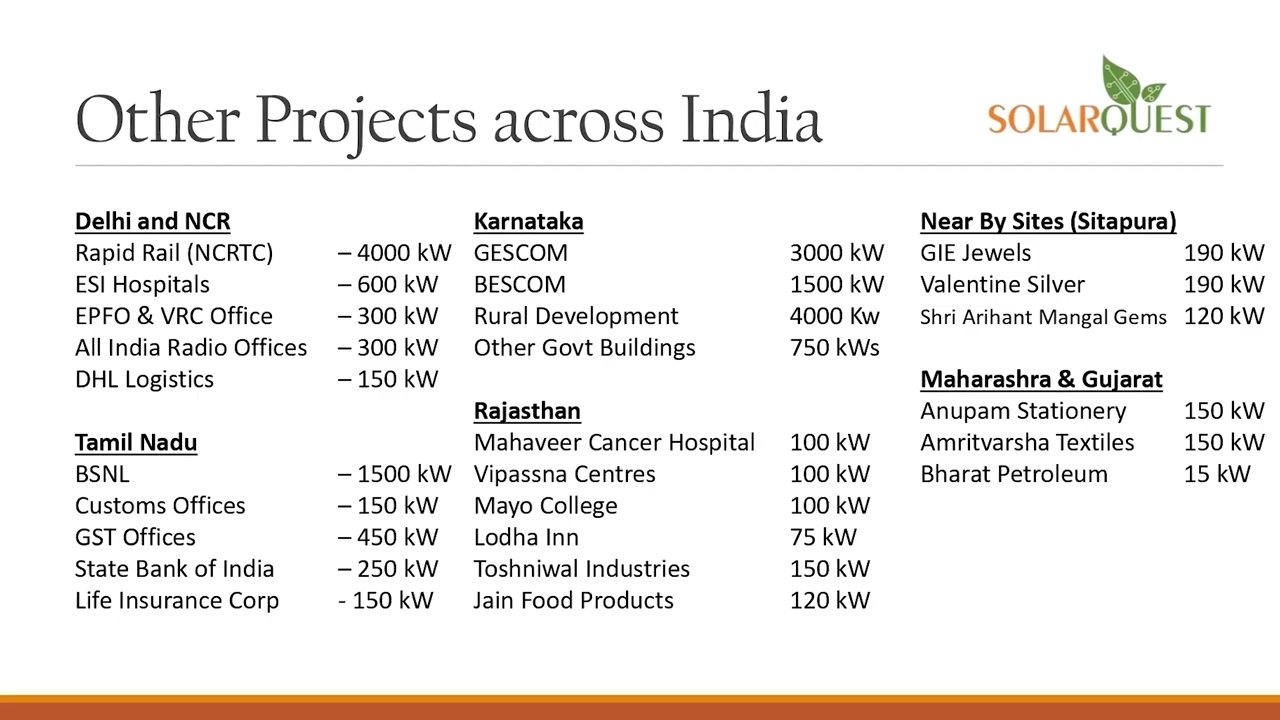 Other Projects across India
SOLARQUEST
Delhi and NCR
Rapid Rail (NCRTC) – 4000 kW
ESI Hospitals – 600 kW
EPFO & VRC Office – 300 kW
All India Radio Offices – 300 kW
DHL Logistics – 150 kW
Tamil Nadu
BSNL – 1500 kW
Customs Offices – 150 kW
GST Offices – 450 kW
State Bank of India – 250 kW
Life Insurance Corp - 150 kW
Karnataka
GESCOM 3000 kW
BESCOM 1500 kW
Rural Development 4000 Kw
Other Govt Buildings 750 kWs
Rajasthan
Mahaveer Cancer Hospital 100 kW
Vipassna Centres 100 kW
Mayo College 100 kW
Lodha Inn 75 kW
Toshniwal Industries 150 kW
Jain Food Products 120 kW
Near By Sites (Sitapura)
GIE Jewels 190 kW
Valentine Silver 190 kW
Shri Arihant Mangal Gems 120 kW
Maharashra & Gujarat
Anupam Stationery 150 kW
Amritvarsha Textiles 150 kW
Bharat Petroleum 15 kW